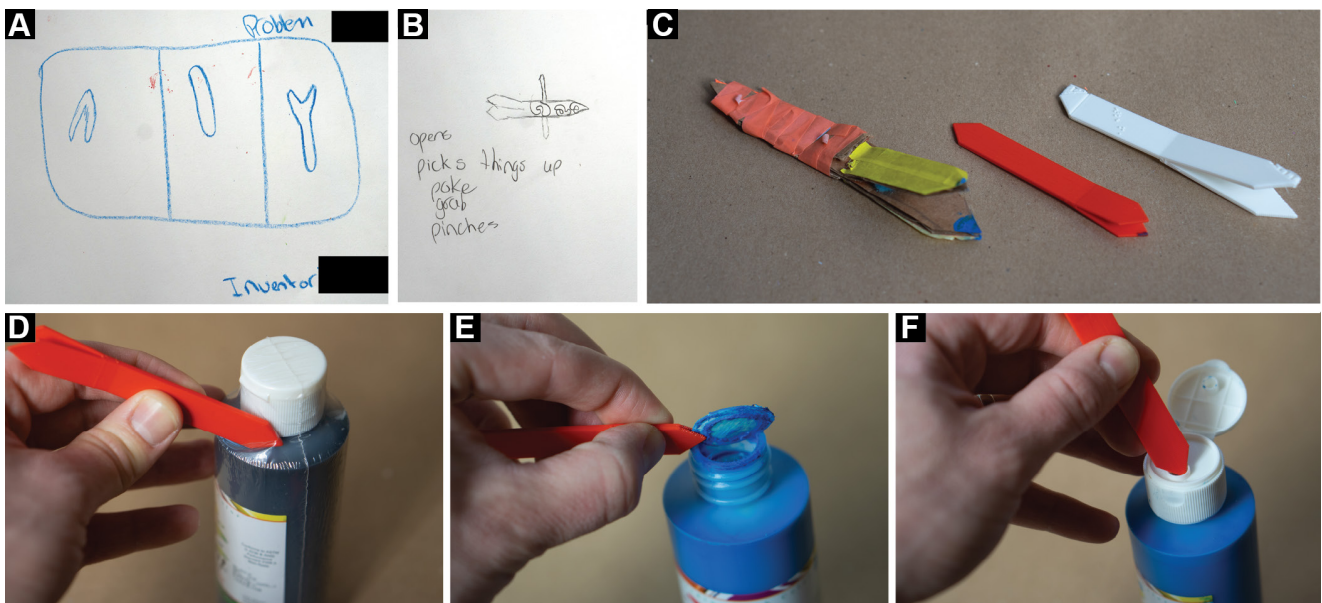 A
Problem
Inventor
B
opens
picks things up
poke
grab
pinches
C
D
E
F